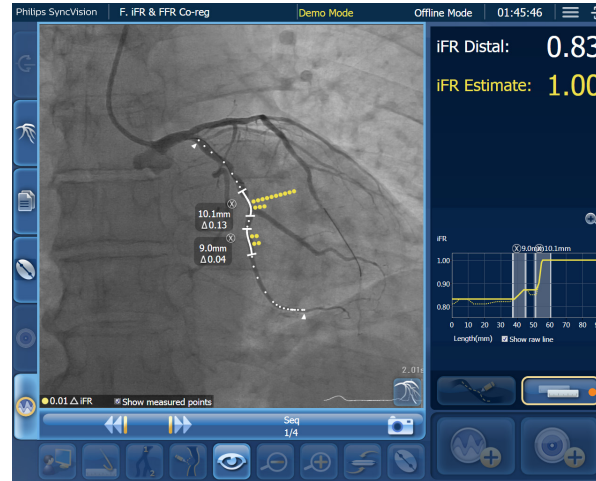 Philips SyncVision F. iFR & FFR Co-reg Demo Mode Offline Mode 01:45:46
iFR Distal: 0.83
iFR Estimate: 1.00
10.1mm
Δ0.13
9.0mm
Δ0.04
iFR
9.0mm 10.1mm
1.00
0.90
0.80
0 10 20 30 40 50 60 70 80
Length(mm) Show raw line
2.01s
0.01 Δ iFR Show measured points
Seq
1/4